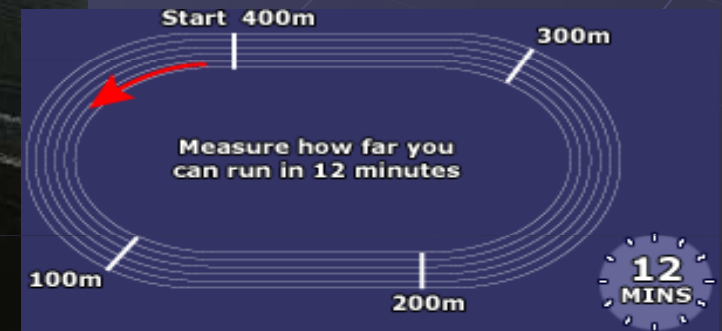 Start 400m
300m
Measure how far you
can run in 12 minutes
100m
200m
12
MINS